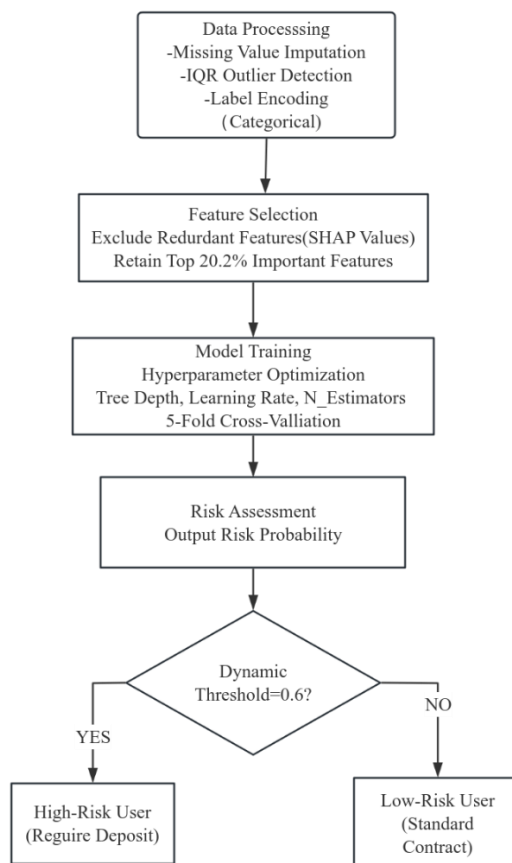 Data Processsing
-Missing Value Imputation
-IQR Outlier Detection
-Label Encoding
(Categorical)
Feature Selection
Exclude Redurdant Features(SHAP Values)
Retain Top 20.2% Important Features
Model Training
Hyperparameter Optimization
Tree Depth, Learning Rate, N_Estimators
5-Fold Cross-Valliation
Risk Assessment
Output Risk Probability
Dynamic
Threshold=0.6?
YES
NO
High-Risk User
(Reguire Deposit)
Low-Risk User
(Standard
Contract)